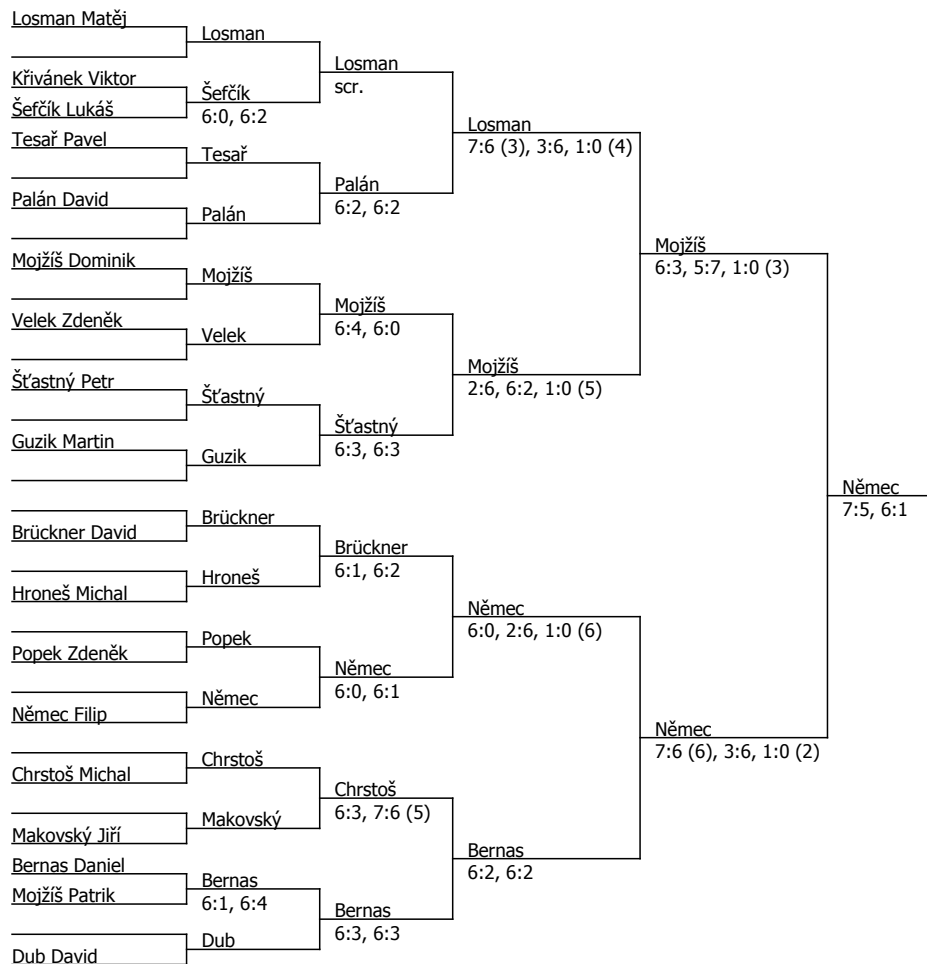 Losman Matěj
Křivánek Viktor
Šefčík Lukáš
Tesař Pavel
Palán David
Mojžíš Dominik
Velek Zdeněk
Šťastný Petr
Guzik Martin
Brückner David
Hroneš Michal
Popek Zdeněk
Němec Filip
Chrstoš Michal
Makovský Jiří
Bernas Daniel
Mojžíš Patrik
Dub David
Losman
Šefčík
6:0, 6:2
Tesař
Palán
Mojžíš
Velek
Šťastný
Guzik
Brückner
Hroneš
Popek
Němec
Chrstoš
Makovský
Bernas
6:1, 6:4
Dub
Losman
scr.
Palán
6:2, 6:2
Mojžíš
6:4, 6:0
Šťastný
6:3, 6:3
Brückner
6:1, 6:2
Němec
6:0, 6:1
Chrstoš
6:3, 7:6 (5)
Bernas
6:3, 6:3
Losman
7:6 (3), 3:6, 1:0 (4)
Mojžíš
2:6, 6:2, 1:0 (5)
Němec
6:0, 2:6, 1:0 (6)
Bernas
6:2, 6:2
Mojžíš
6:3, 5:7, 1:0 (3)
Němec
7:6 (6), 3:6, 1:0 (2)
Němec
7:5, 6:1